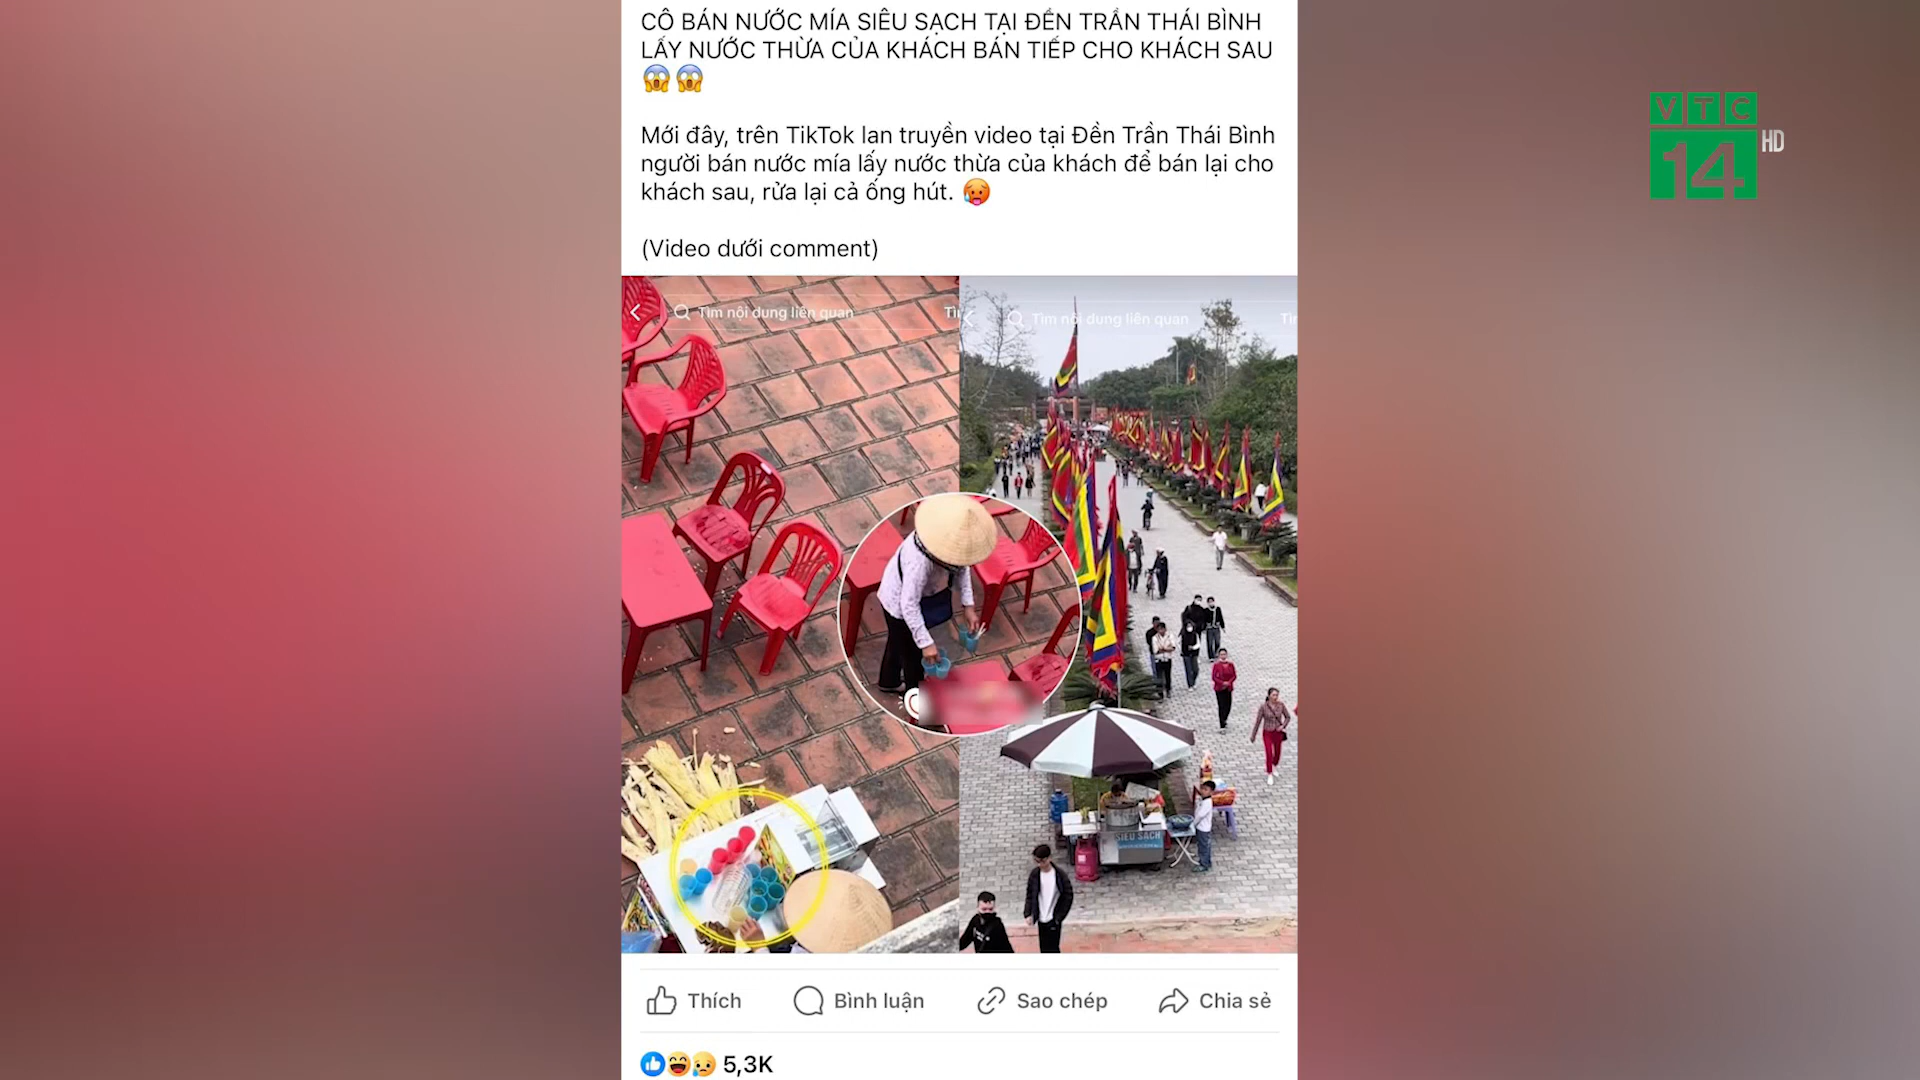 CÔ BÁN NƯỚC MÍA SIÊU SẠCH TẠI ĐỀN TRẦN THÁI BÌNH
LẤY NƯỚC THỪA CỦA KHÁCH BÁN TIẾP CHO KHÁCH SAU
😱 😱
Mới đây, trên TikTok lan truyền video tại Đền Trần Thái Bình
người bán nước mía lấy nước thừa của khách để bán lại cho
khách sau, rửa lại cả ống hút. 🥵
(Video dưới comment)
Tìm nội dung liên quan
Tìm nội dung liên quan
SIÊU SẠCH
Thích
Bình luận
Sao chép
Chia sẻ
5,3K
VTC
14 HD